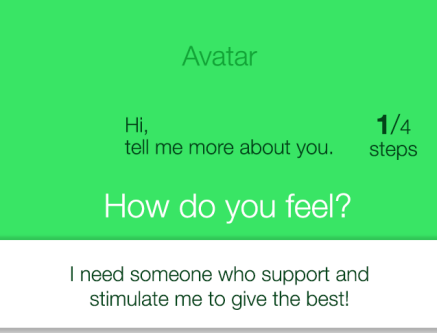 Avatar
Hi,
tell me more about you.
1/4
steps
How do you feel?
I need someone who support and
stimulate me to give the best!